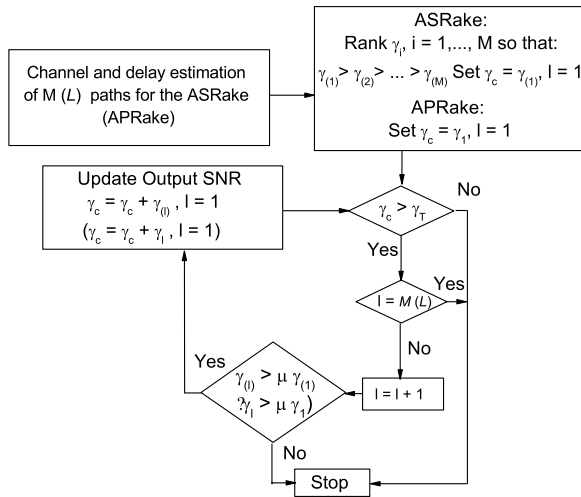 Channel and delay estimation
of M (L) paths for the ASRake
(APRake)
ASRake:
Rank γi, i = 1,..., M so that:
γ(1)> γ(2)> ... > γ(M) Set γc = γ(1), l = 1
APRake:
Set γc = γ1, l = 1
Update Output SNR
γc = γc + γ(l) , l = 1
(γc = γc + γl , l = 1)
γc > γT
No
Yes
l = M (L)
Yes
No
l = l + 1
γ(l) > μ γ(1)
?γl > μ γ1)
Yes
No
Stop